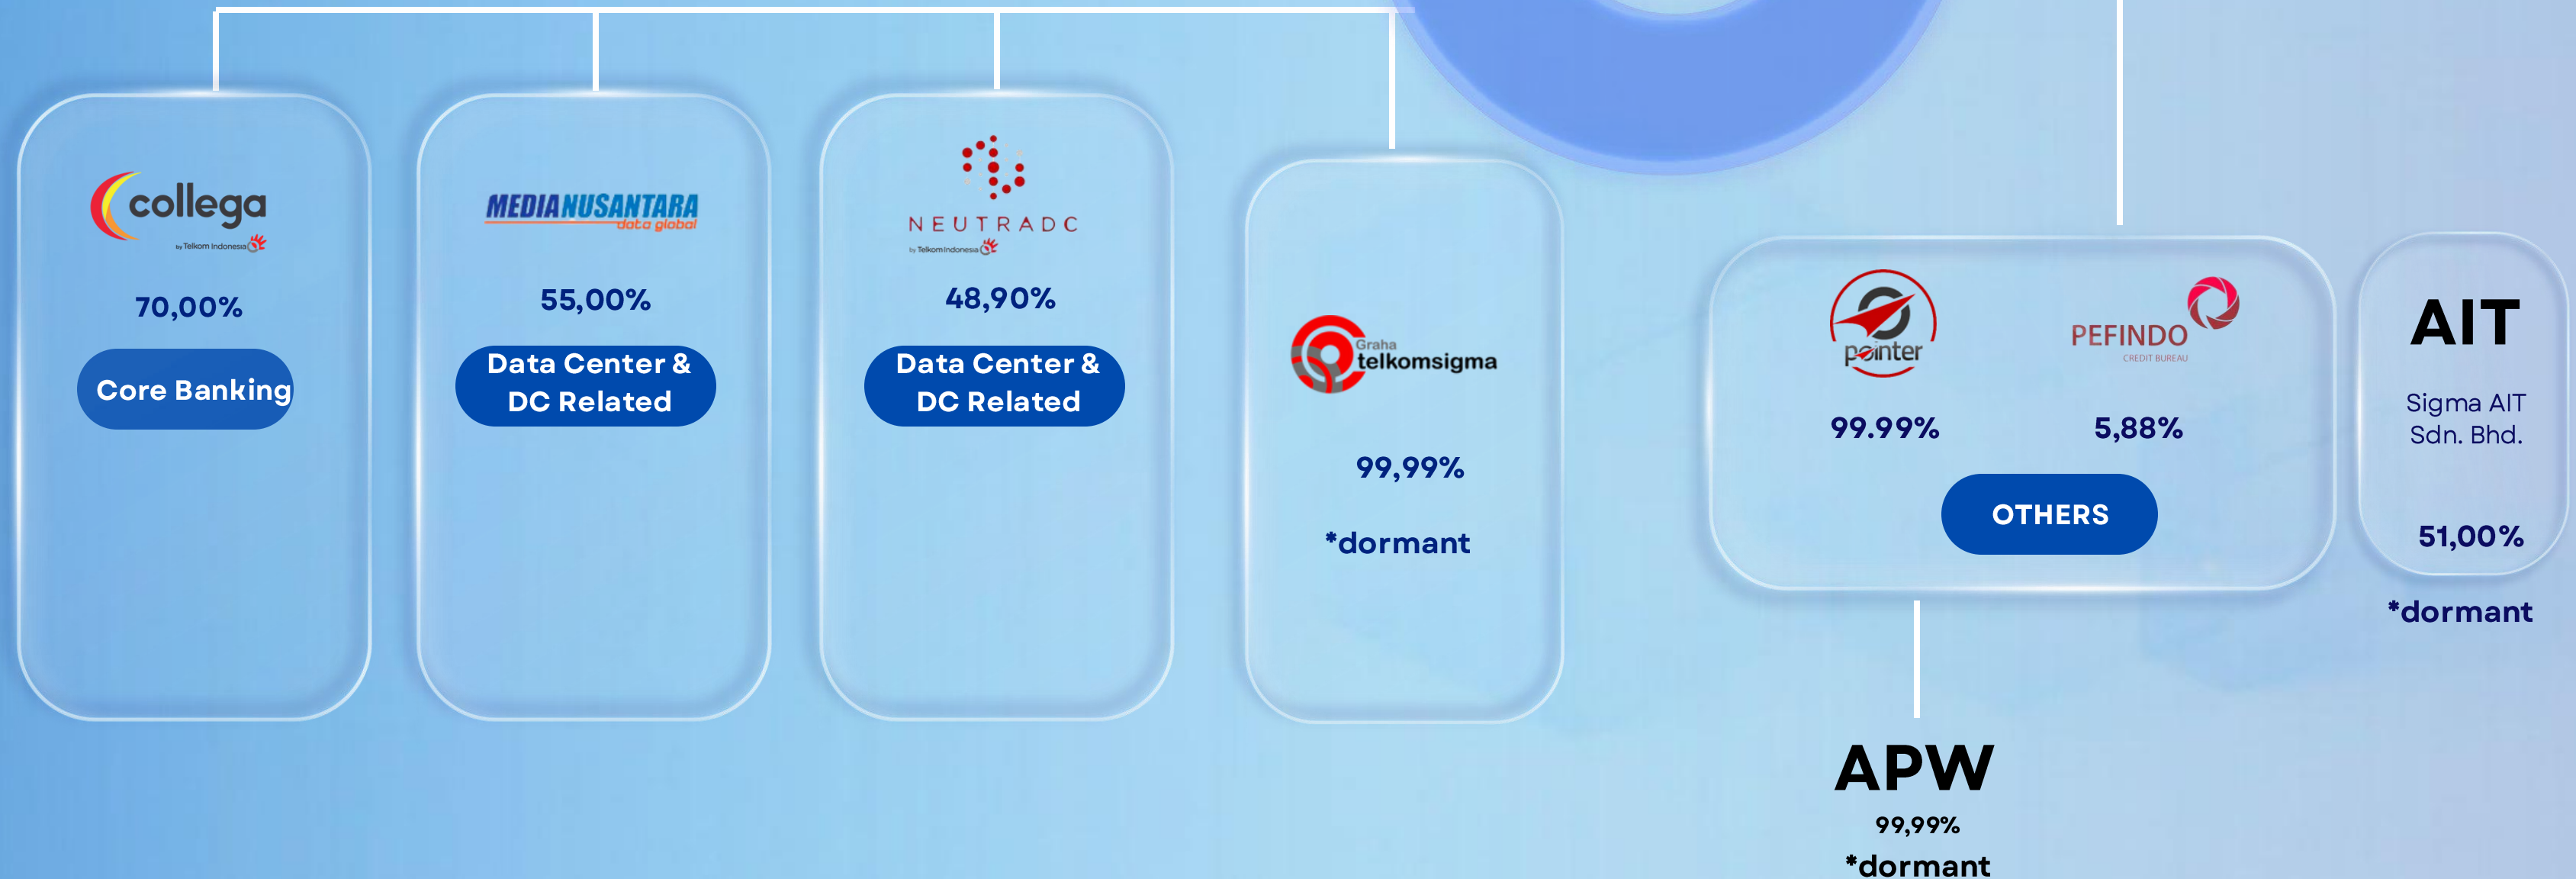 collega
by Telkom Indonesia
70,00%
Core Banking
MEDIANUSANTARA
data global
55,00%
Data Center &
DC Related
NEUTRADC
by Telkom Indonesia
48,90%
Data Center &
DC Related
Graha
telkomsigma
99,99%
*dormant
pointer
99.99%
PEFINDO
CREDIT BUREAU
5,88%
OTHERS
AIT
Sigma AIT
Sdn. Bhd.
51,00%
*dormant
APW
99,99%
*dormant